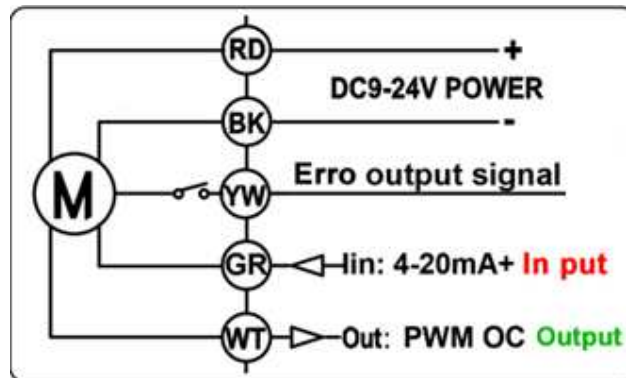 RD +
DC9-24V POWER
BK -
M
YW Erro output signal
GR Iin: 4-20mA+ In put
WT Out: PWM OC Output